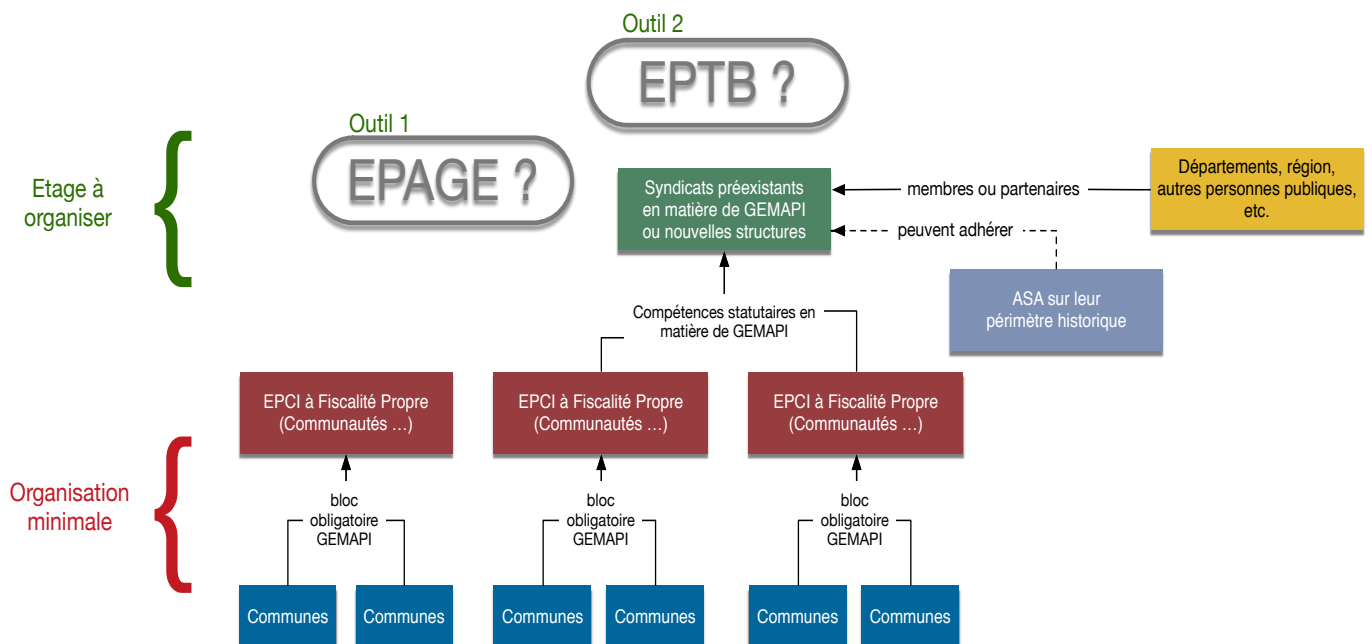 Outil 2
EPTB ?
Outil 1
EPAGE ?
Etage à
organiser
Syndicats préexistants
en matière de GEMAPI
ou nouvelles structures
membres ou partenaires
Départements, région,
autres personnes publiques,
etc.
peuvent adhérer
ASA sur leur
périmètre historique
Compétences statutaires en
matière de GEMAPI
EPCI à Fiscalité Propre
(Communautés ...)
EPCI à Fiscalité Propre
(Communautés ...)
EPCI à Fiscalité Propre
(Communautés ...)
Organisation
minimale
bloc
obligatoire
GEMAPI
bloc
obligatoire
GEMAPI
bloc
obligatoire
GEMAPI
Communes
Communes
Communes
Communes
Communes
Communes